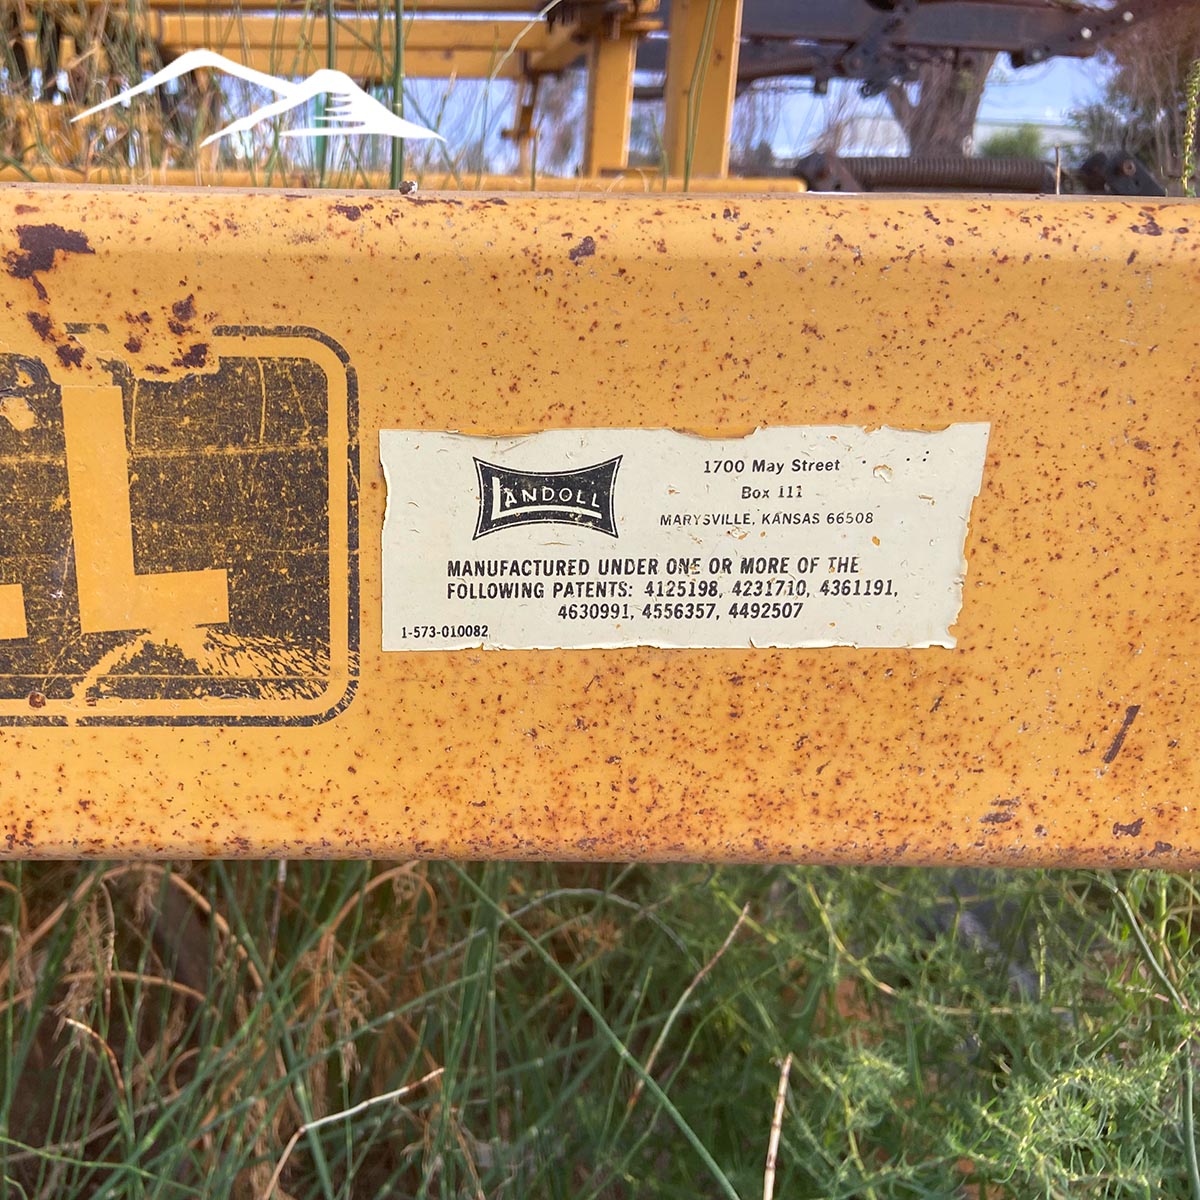 LL
LANDOLL
1700 May Street
Box 111
MARYSVILLE, KANSAS 66508
MANUFACTURED UNDER ONE OR MORE OF THE
FOLLOWING PATENTS: 4125198, 4231710, 4361191,
4630991, 4556357, 4492507
1-573-010082